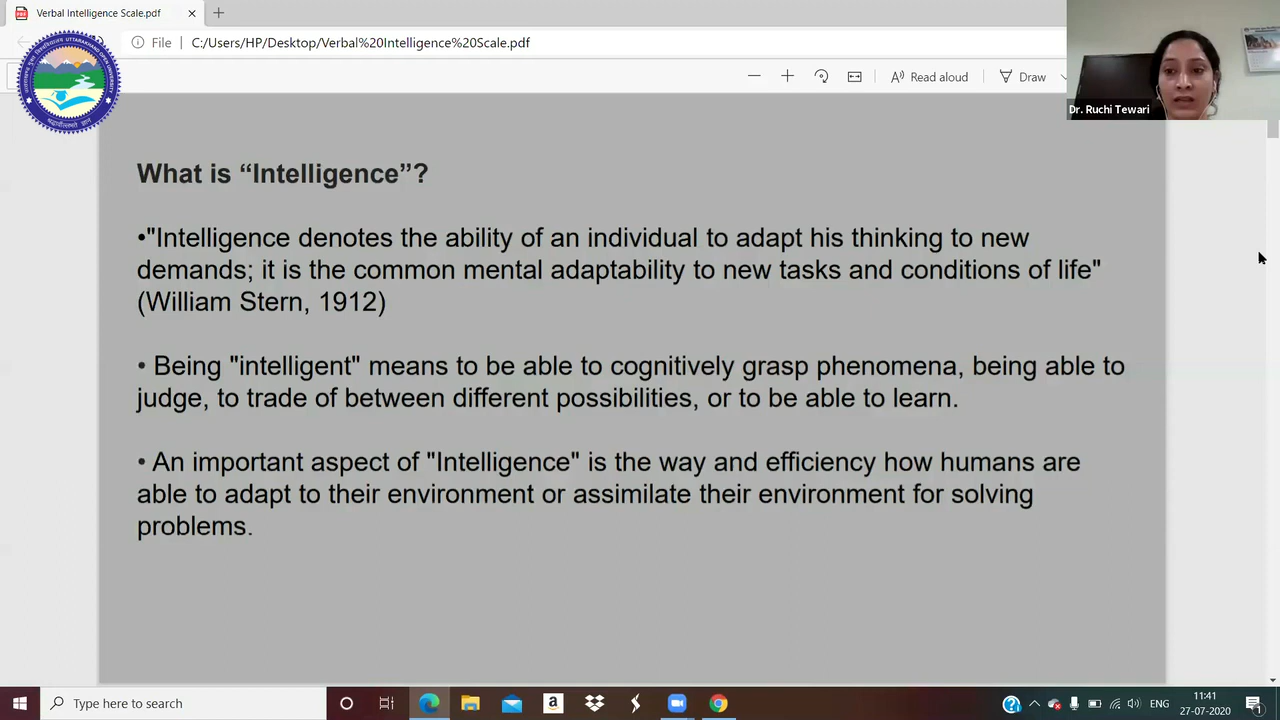 Verbal Intelligence Scale.pdf
File
C:/Users/HP/Desktop/Verbal%20Intelligence%20Scale.pdf
Read aloud
Draw
Dr. Ruchi Tewari
What is “Intelligence”?
•"Intelligence denotes the ability of an individual to adapt his thinking to new
demands; it is the common mental adaptability to new tasks and conditions of life"
(William Stern, 1912)
• Being "intelligent" means to be able to cognitively grasp phenomena, being able to
judge, to trade of between different possibilities, or to be able to learn.
• An important aspect of "Intelligence" is the way and efficiency how humans are
able to adapt to their environment or assimilate their environment for solving
problems.
Type here to search
ENG
11:41
27-07-2020